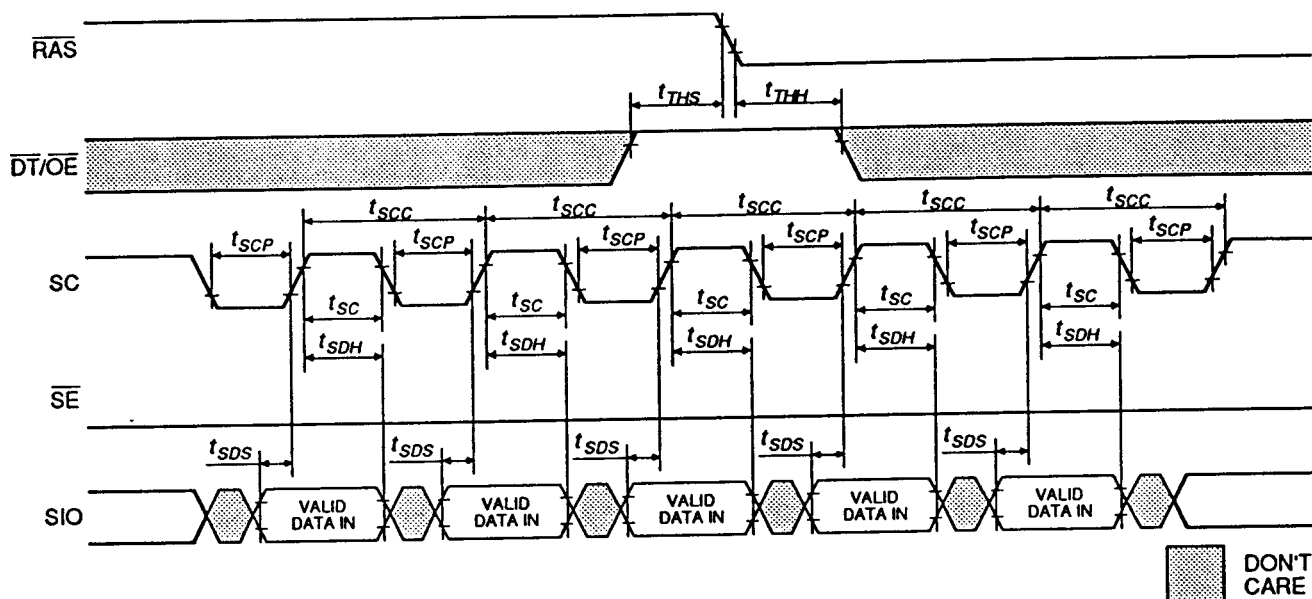 RAS
tTHS tTHH
DT/OE
tSCC tSCC tSCC tSCC tSCC
tSCP tSCP tSCP tSCP tSCP tSCP
SC
tSC tSC tSC tSC tSC
tSDH tSDH tSDH tSDH tSDH
SE
tSDS tSDS tSDS tSDS tSDS
SIO
VALID VALID VALID VALID VALID
DATA IN DATA IN DATA IN DATA IN DATA IN
DON'T
CARE